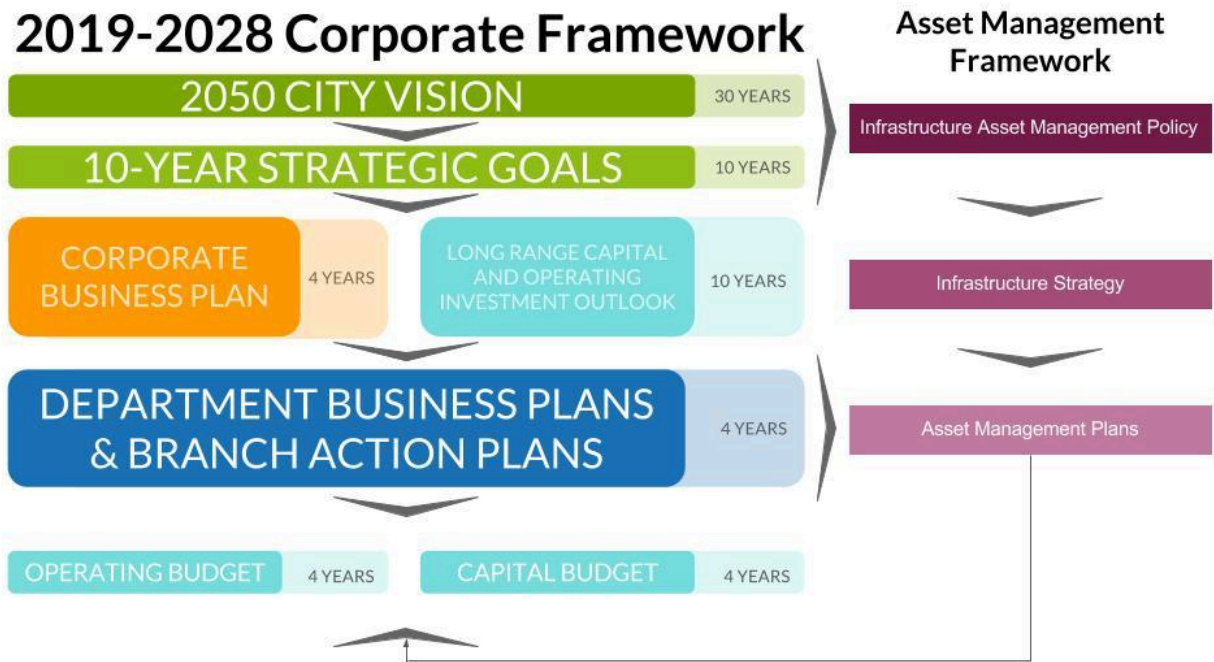 2019-2028 Corporate Framework
2050 CITY VISION
30 YEARS
10-YEAR STRATEGIC GOALS
10 YEARS
CORPORATE
BUSINESS PLAN
4 YEARS
LONG RANGE CAPITAL
AND OPERATING
INVESTMENT OUTLOOK
10 YEARS
DEPARTMENT BUSINESS PLANS
& BRANCH ACTION PLANS
4 YEARS
OPERATING BUDGET
4 YEARS
CAPITAL BUDGET
4 YEARS
Asset Management
Framework
Infrastructure Asset Management Policy
Infrastructure Strategy
Asset Management Plans